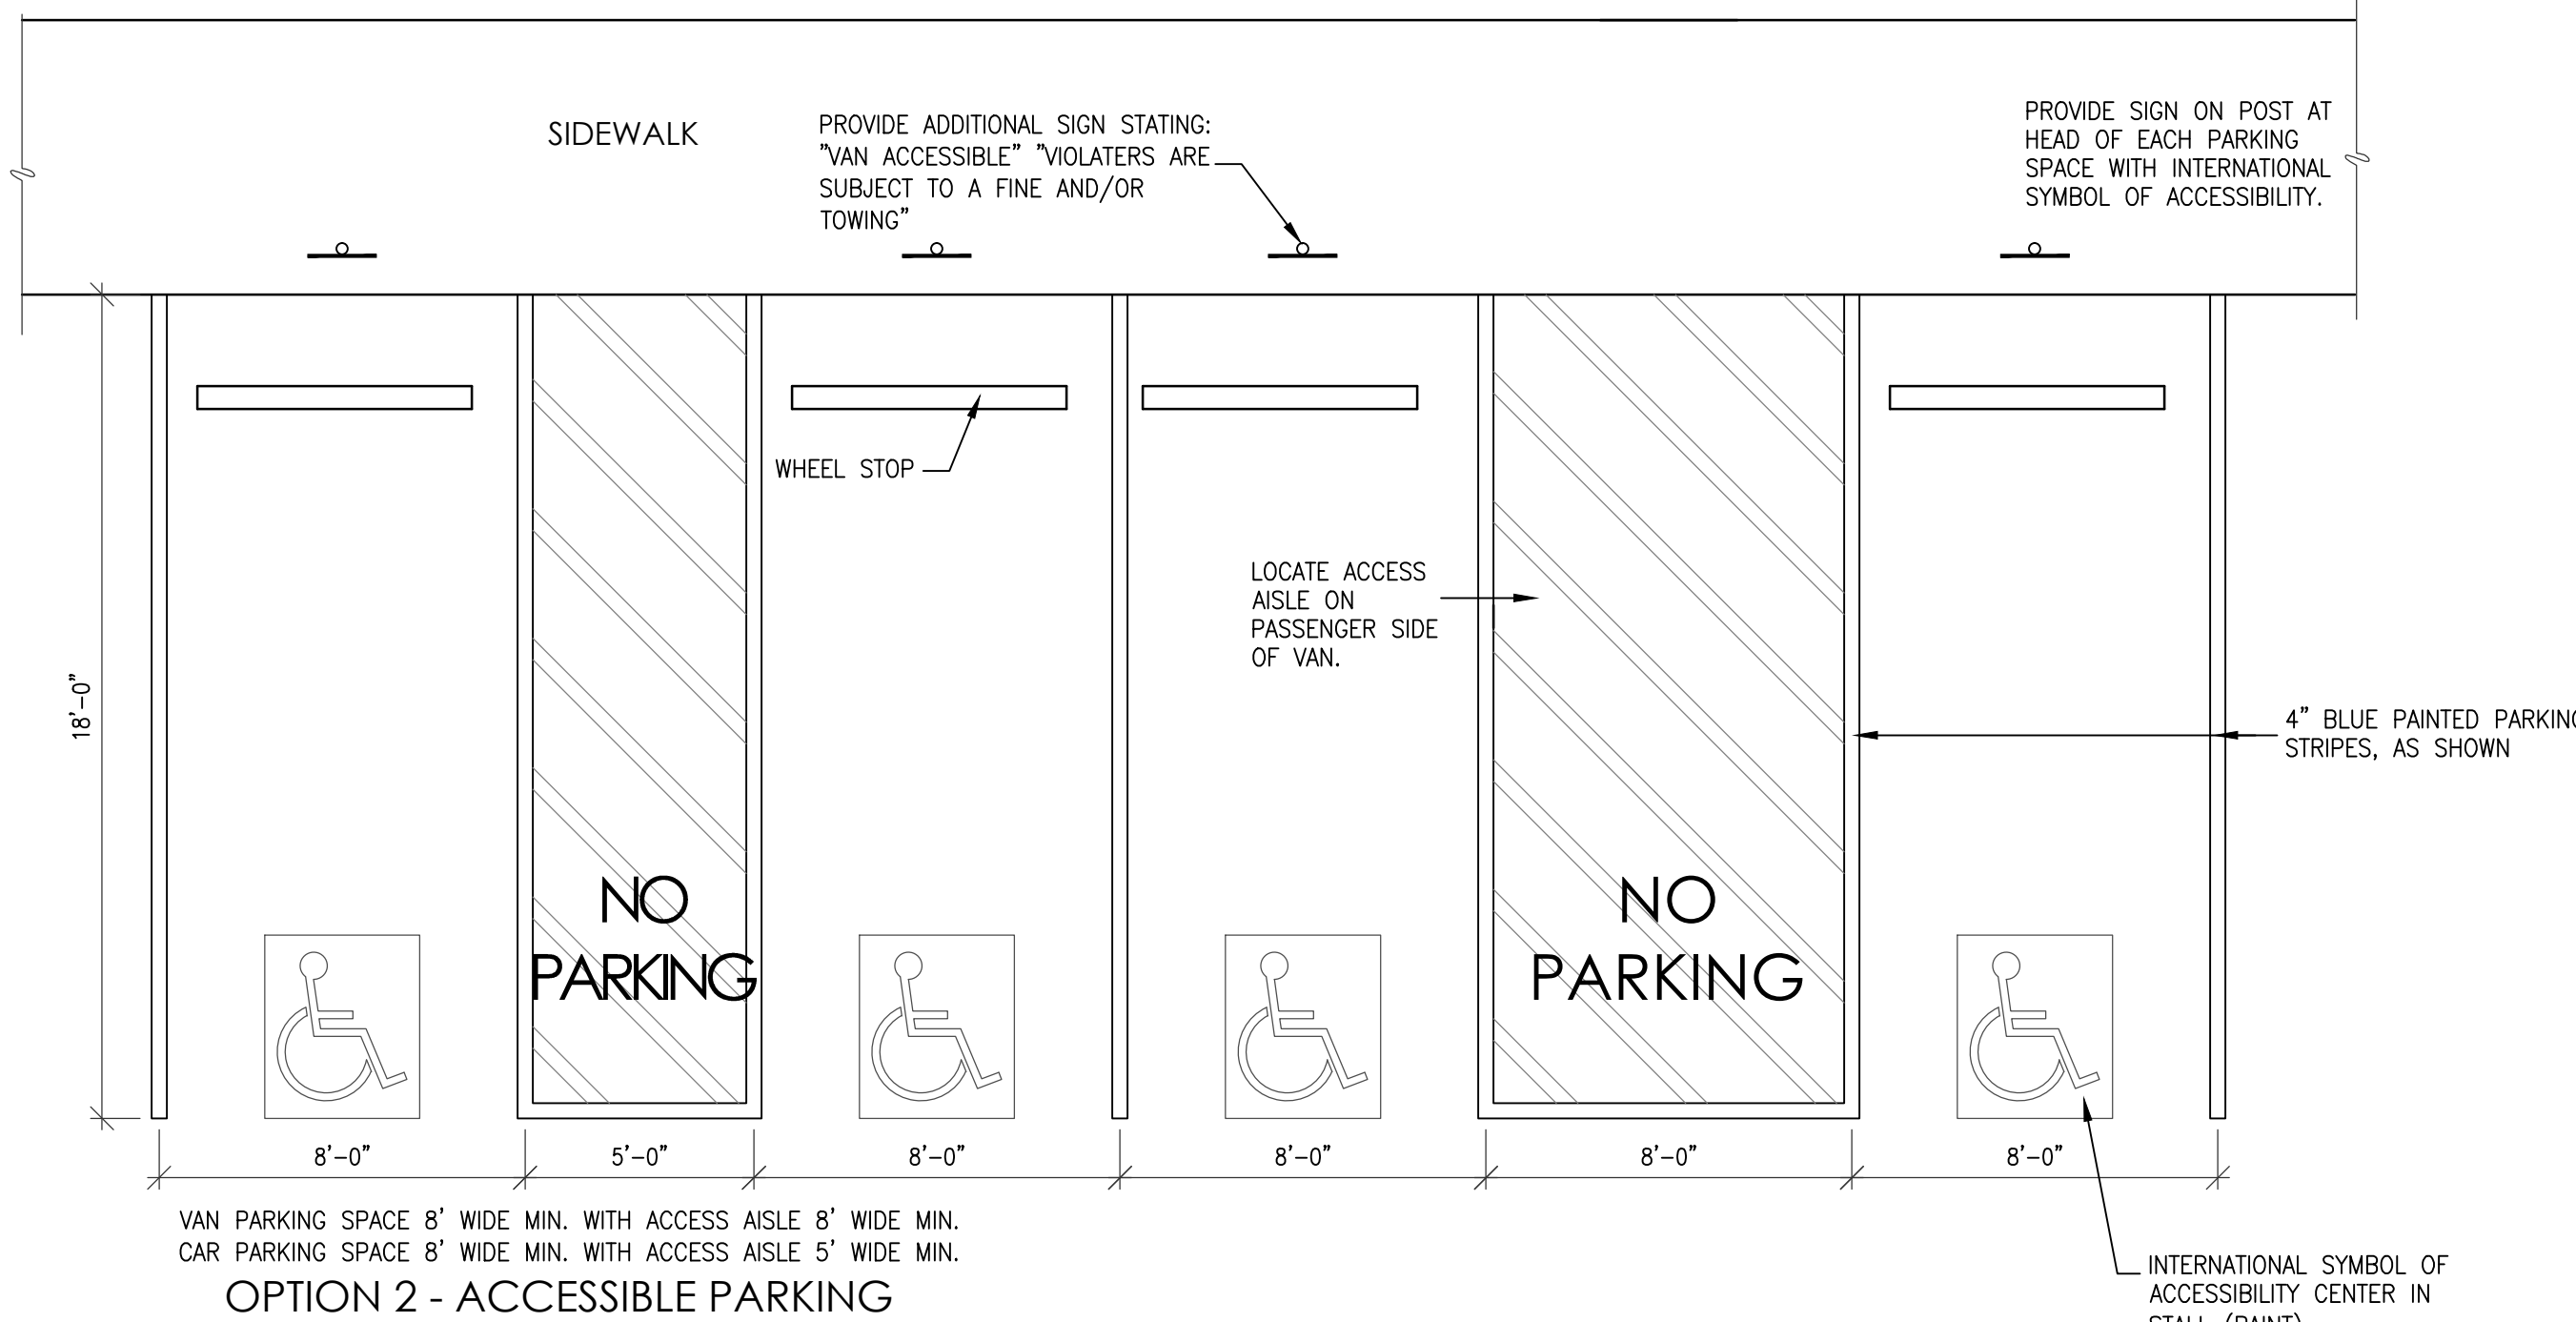 SIDEWALK
PROVIDE ADDITIONAL SIGN STATING:
"VAN ACCESSIBLE" "VIOLATERS ARE
SUBJECT TO A FINE AND/OR
TOWING"
PROVIDE SIGN ON POST AT
HEAD OF EACH PARKING
SPACE WITH INTERNATIONAL
SYMBOL OF ACCESSIBILITY.
WHEEL STOP
LOCATE ACCESS
AISLE ON
PASSENGER SIDE
OF VAN.
18'-0"
4" BLUE PAINTED PARKING
STRIPES, AS SHOWN
NO
PARKING
NO
PARKING
8'-0"
5'-0"
8'-0"
8'-0"
8'-0"
8'-0"
VAN PARKING SPACE 8' WIDE MIN. WITH ACCESS AISLE 8' WIDE MIN.
CAR PARKING SPACE 8' WIDE MIN. WITH ACCESS AISLE 5' WIDE MIN.
OPTION 2 - ACCESSIBLE PARKING
INTERNATIONAL SYMBOL OF
ACCESSIBILITY CENTER IN
STALL (PAINT)